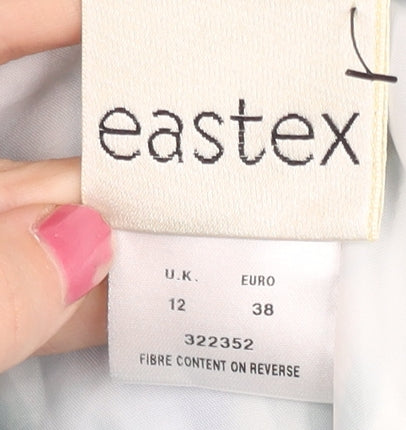 eastex
U.K. EURO
12 38
322352
FIBRE CONTENT ON REVERSE